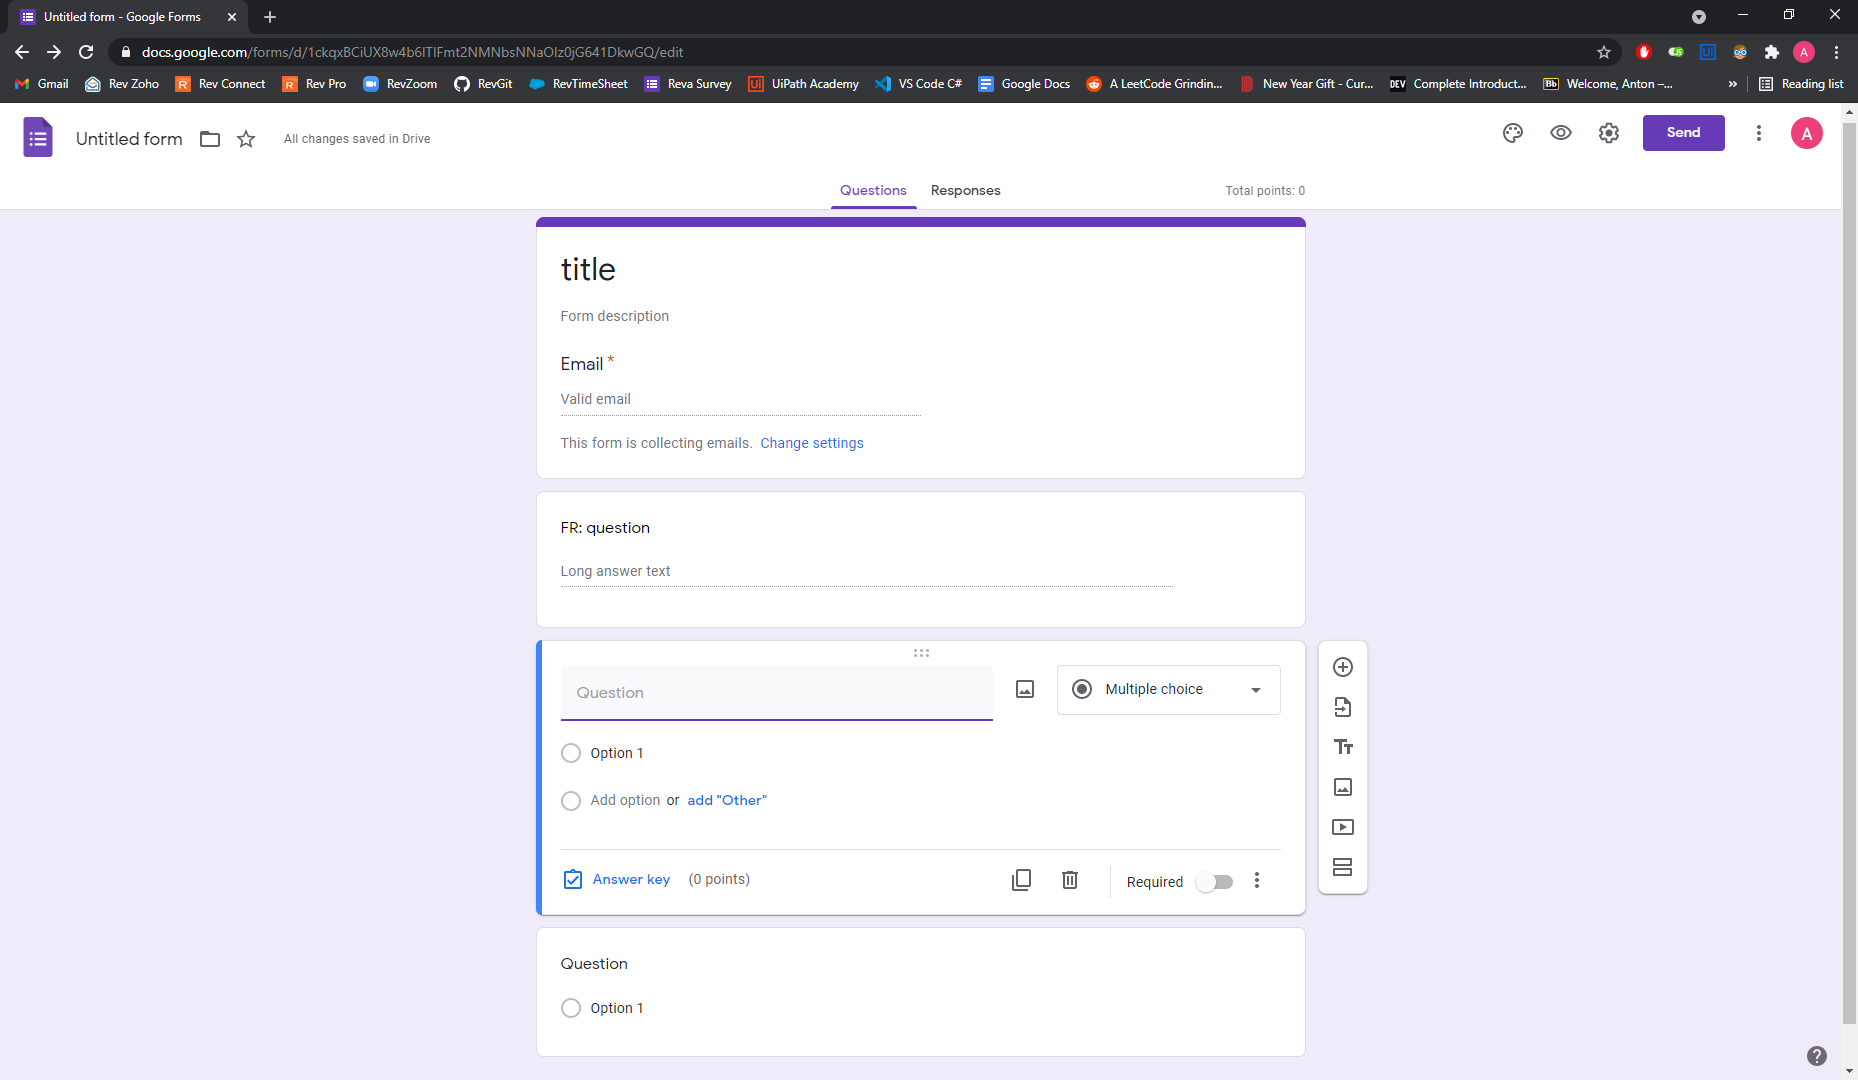 Untitled form - Google Forms
docs.google.com/forms/d/1ckqxBCiUX8w4b6ITIFmt2NMNbsNNaOIz0jG641DkwGQ/edit
Gmail Rev Zoho Rev Connect Rev Pro RevZoom RevGit RevTimeSheet Reva Survey UiPath Academy VS Code C# Google Docs A LeetCode Grindin... New Year Gift - Cur... DEV Complete Introduct... Bb Welcome, Anton –... » Reading list
Untitled form All changes saved in Drive Send A
Questions Responses Total points: 0
title
Form description
Email *
Valid email
This form is collecting emails. Change settings
FR: question
Long answer text
Question Multiple choice
Option 1
Add option or add "Other"
Answer key (0 points) Required
Question
Option 1